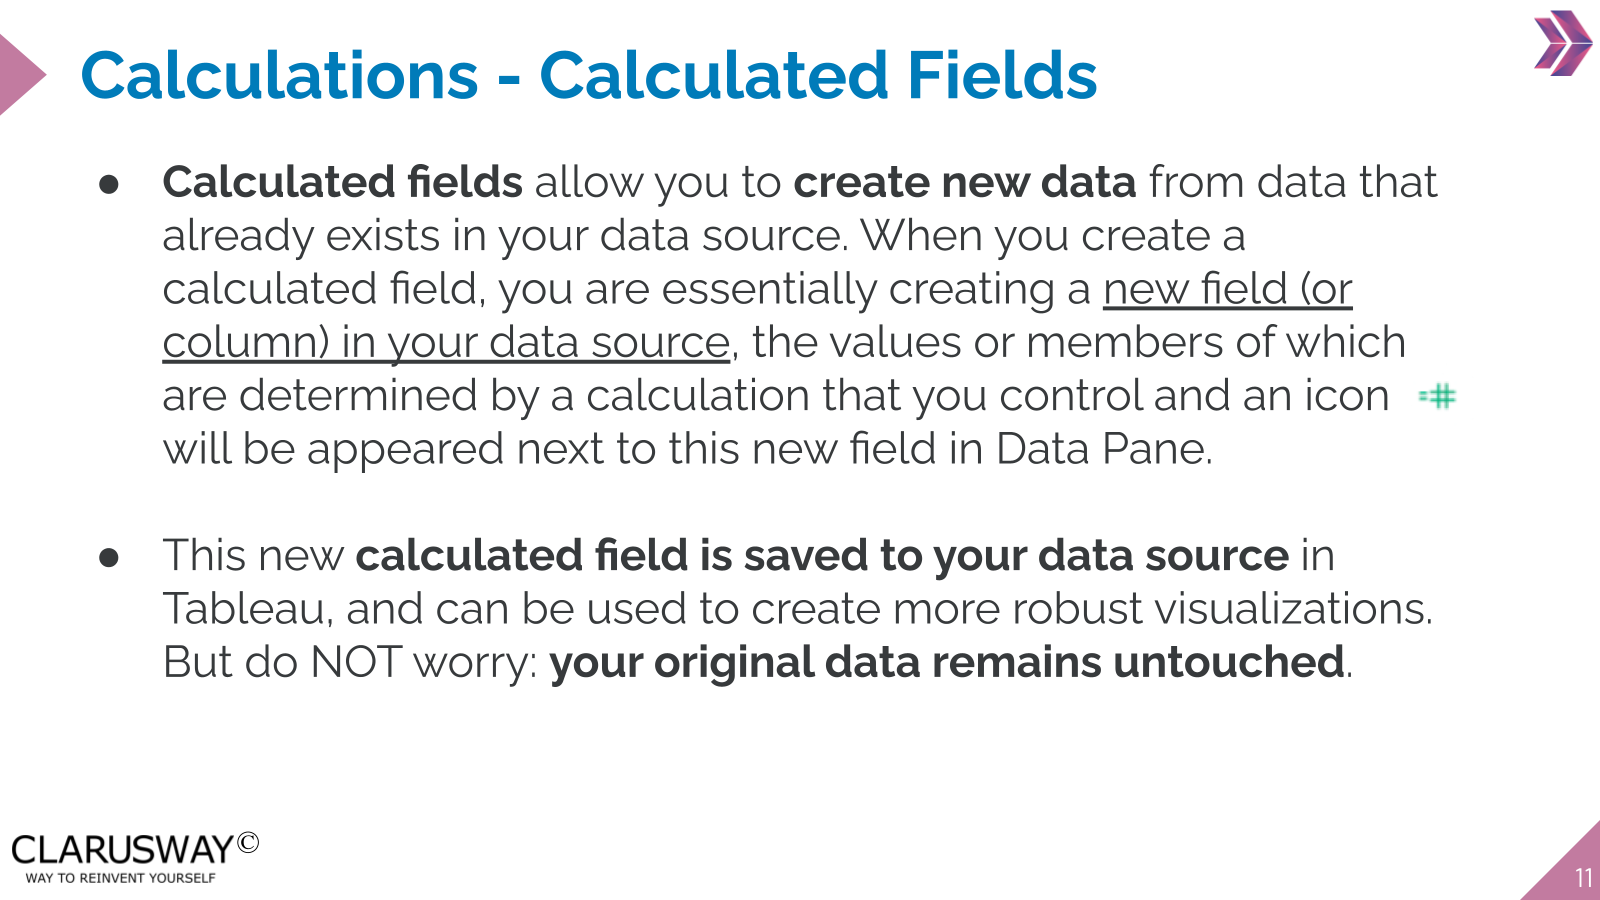 Calculations - Calculated Fields
● Calculated fields allow you to create new data from data that
already exists in your data source. When you create a
calculated field, you are essentially creating a new field (or
column) in your data source, the values or members of which
are determined by a calculation that you control and an icon =#
will be appeared next to this new field in Data Pane.
● This new calculated field is saved to your data source in
Tableau, and can be used to create more robust visualizations.
But do NOT worry: your original data remains untouched.
CLARUSWAY©
WAY TO REINVENT YOURSELF
11